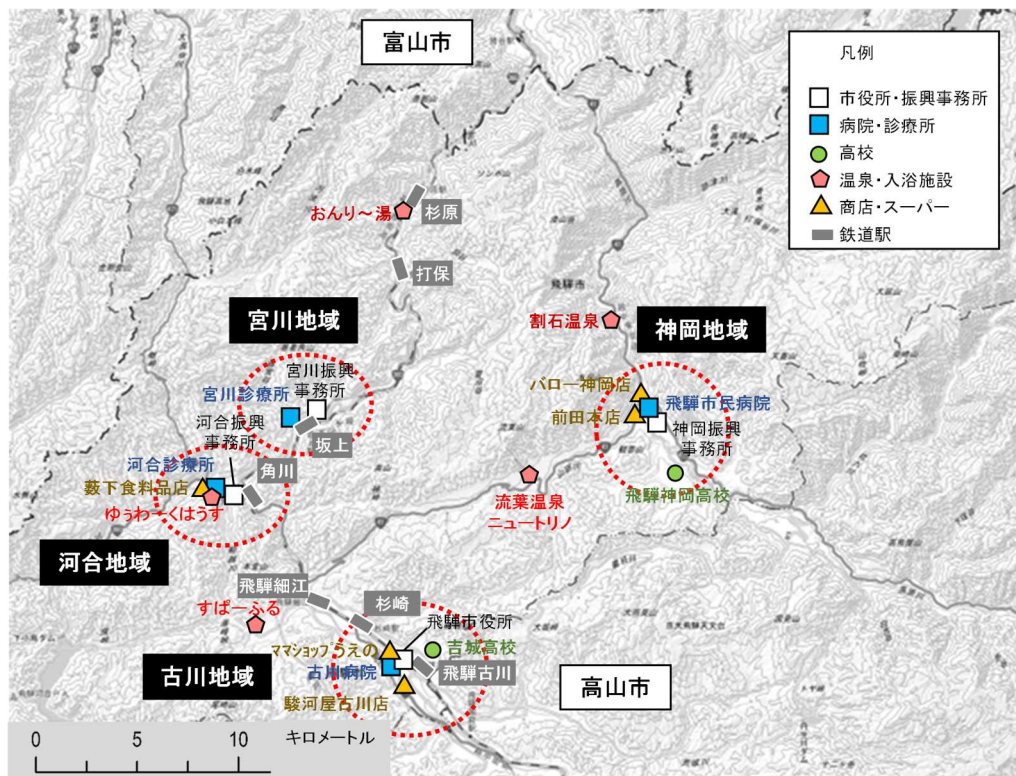 富山市
凡例
市役所・振興事務所
病院・診療所
高校
温泉・入浴施設
商店・スーパー
鉄道駅
おんり～湯
杉原
打保
飛騨市
宮川地域
割石温泉
神岡地域
宮川振興
事務所
宮川診療所
バロー神岡店
飛騨市民病院
前田本店
神岡振興
事務所
河合振興
事務所
坂上
河合診療所
角川
薮下食料品店
ゆぅわーくはうす
飛騨神岡高校
流葉温泉
ニュートリノ
河合地域
飛騨細江
すぱーふる
杉崎
飛騨市役所
ママショップうえの
吉城高校
古川地域
古川病院
飛騨古川
駿河屋古川店
高山市
0 5 10 キロメートル